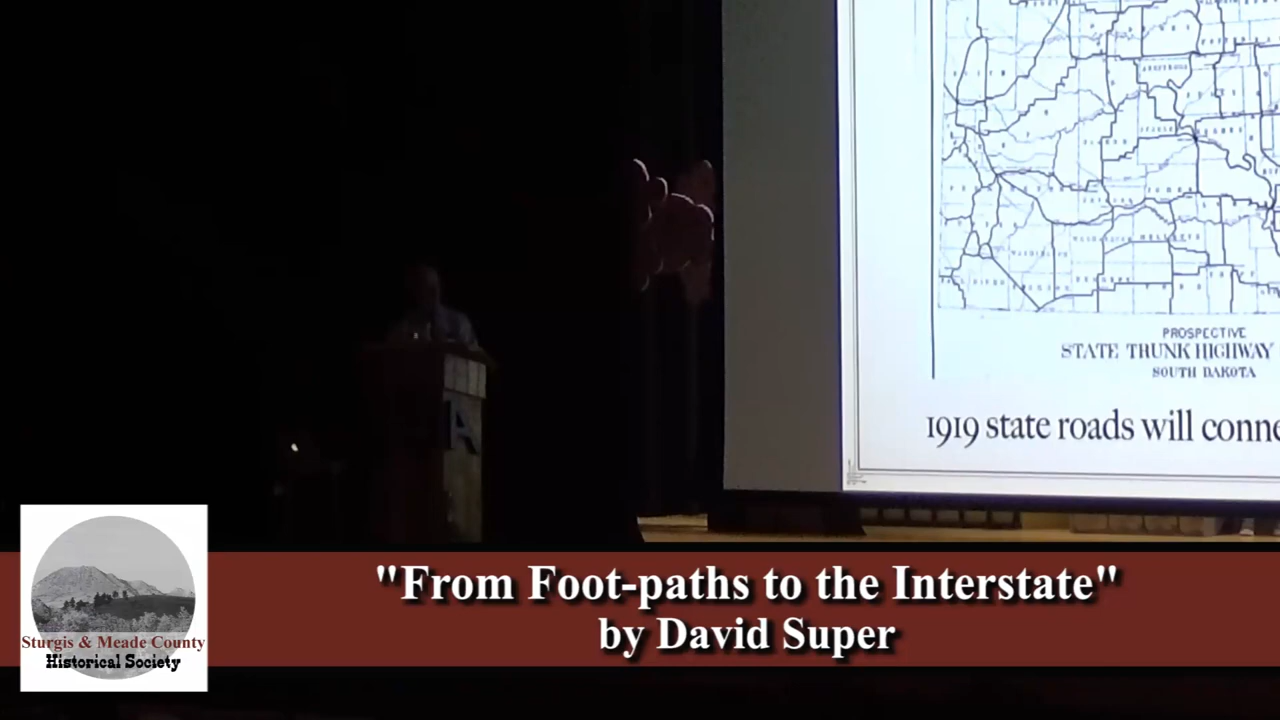 PROSPECTIVE
STATE TRUNK HIGHWAY
SOUTH DAKOTA
1919 state roads will conne
A
"From Foot-paths to the Interstate"
by David Super
Sturgis & Meade County
Historical Society